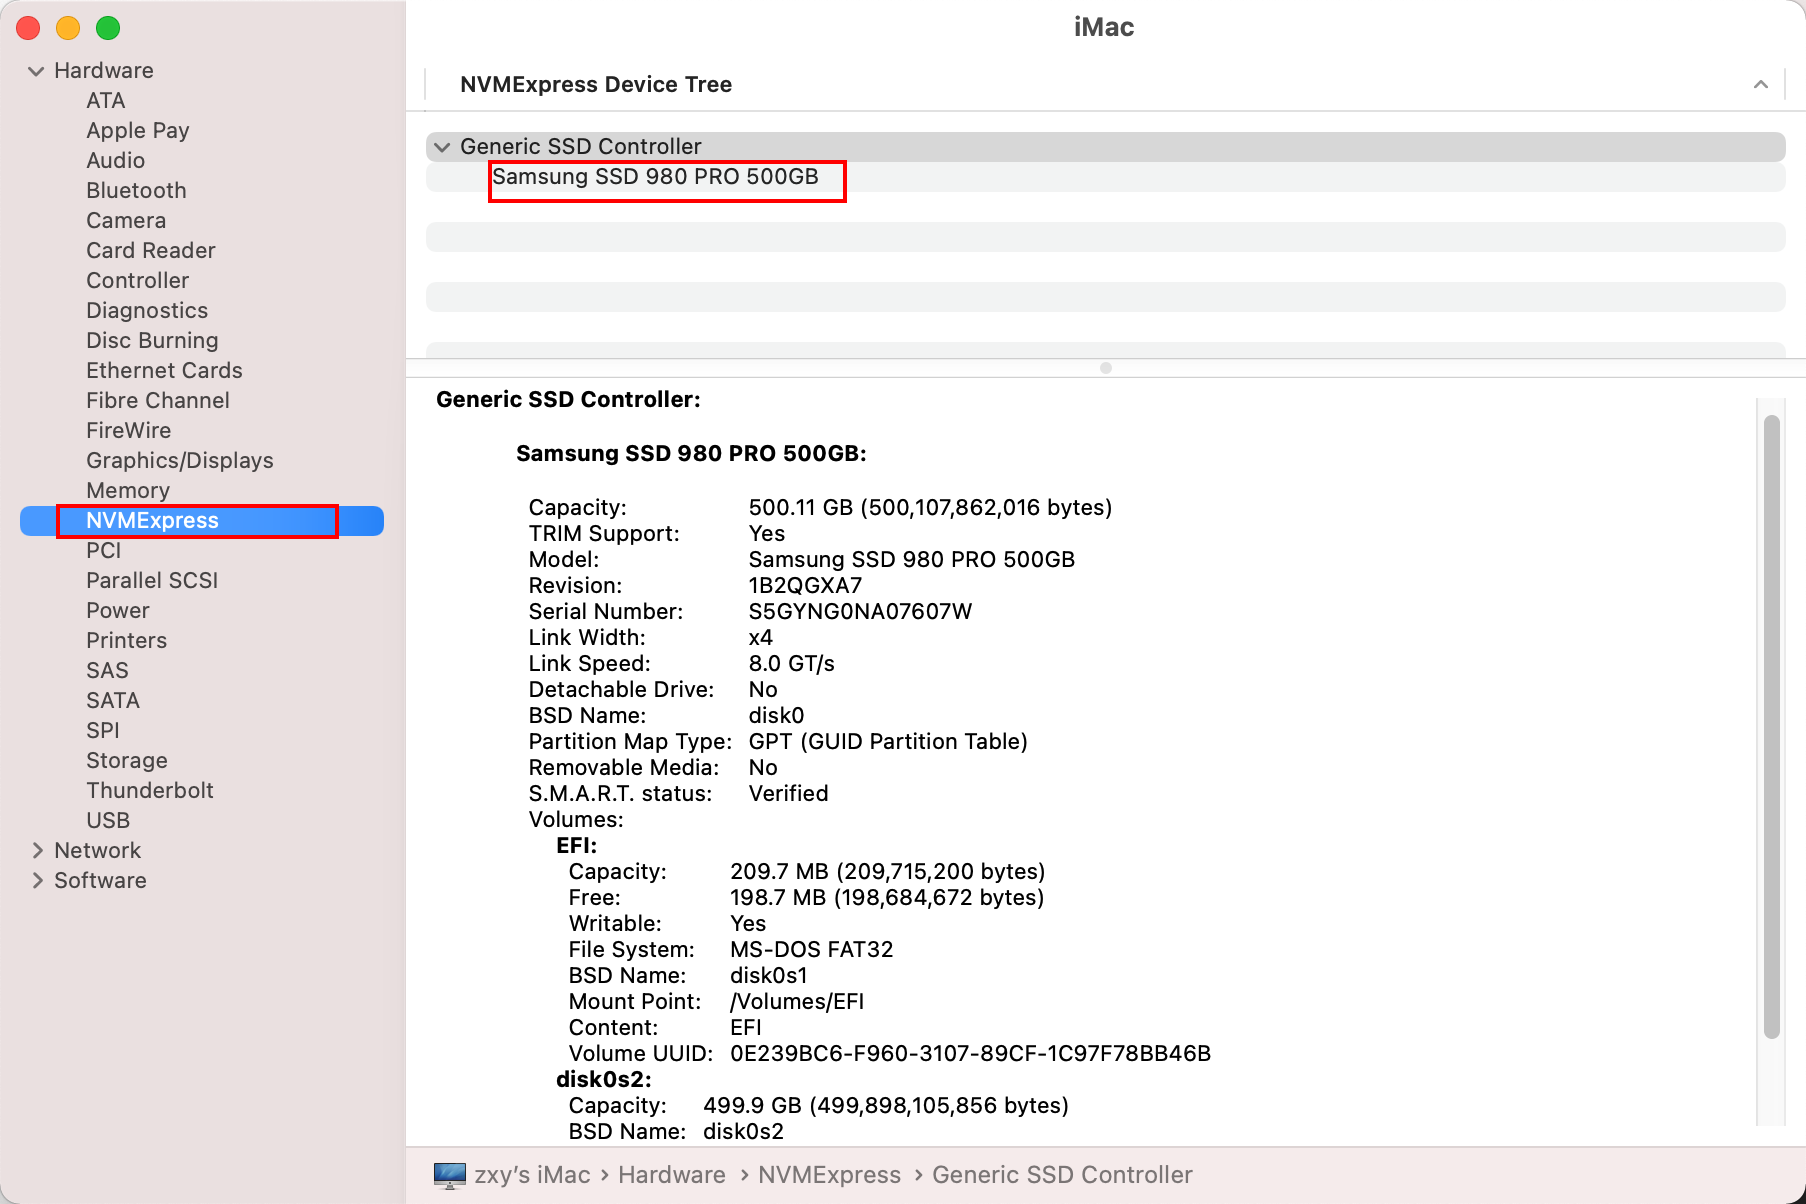 iMac
Hardware
ATA
Apple Pay
Audio
Bluetooth
Camera
Card Reader
Controller
Diagnostics
Disc Burning
Ethernet Cards
Fibre Channel
FireWire
Graphics/Displays
Memory
NVMExpress
PCI
Parallel SCSI
Power
Printers
SAS
SATA
SPI
Storage
Thunderbolt
USB
Network
Software
NVMExpress Device Tree
Generic SSD Controller
Samsung SSD 980 PRO 500GB
Generic SSD Controller:
Samsung SSD 980 PRO 500GB:
Capacity: 500.11 GB (500,107,862,016 bytes)
TRIM Support: Yes
Model: Samsung SSD 980 PRO 500GB
Revision: 1B2QGXA7
Serial Number: S5GYNG0NA07607W
Link Width: x4
Link Speed: 8.0 GT/s
Detachable Drive: No
BSD Name: disk0
Partition Map Type: GPT (GUID Partition Table)
Removable Media: No
S.M.A.R.T. status: Verified
Volumes:
EFI:
Capacity: 209.7 MB (209,715,200 bytes)
Free: 198.7 MB (198,684,672 bytes)
Writable: Yes
File System: MS-DOS FAT32
BSD Name: disk0s1
Mount Point: /Volumes/EFI
Content: EFI
Volume UUID: 0E239BC6-F960-3107-89CF-1C97F78BB46B
disk0s2:
Capacity: 499.9 GB (499,898,105,856 bytes)
BSD Name: disk0s2
zxy’s iMac › Hardware › NVMExpress › Generic SSD Controller